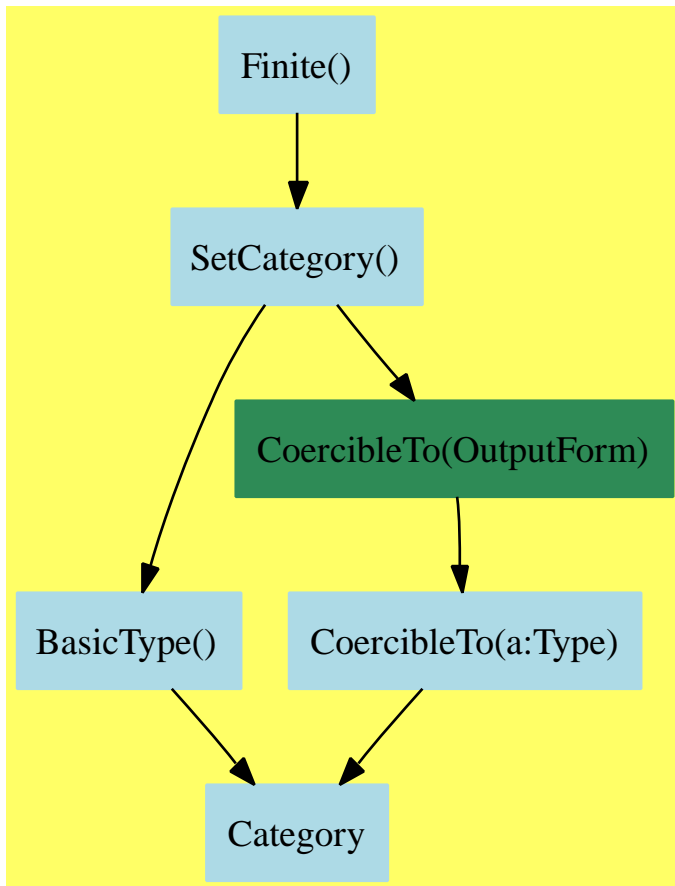 Finite()
SetCategory()
CoercibleTo(OutputForm)
BasicType()
CoercibleTo(a:Type)
Category